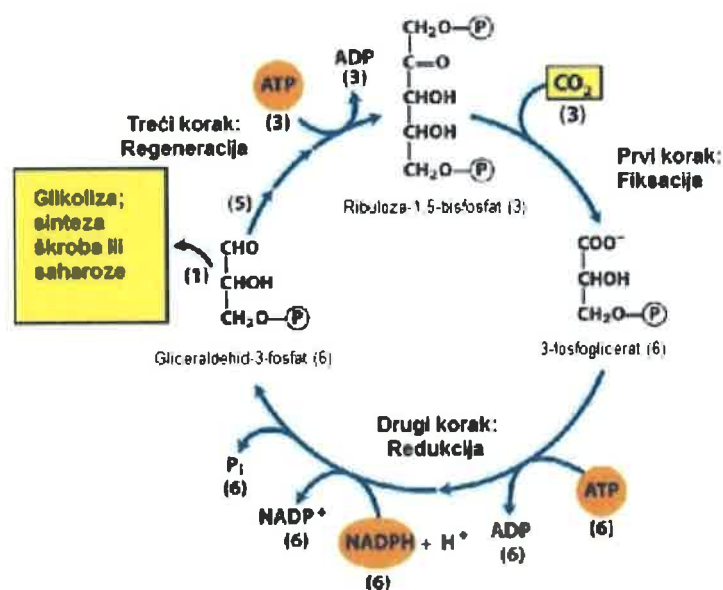 CH₂O—P
C=O
CHOH
CHOH
CH₂O—P
Ribuloza-1,5-bisfosfat (3)
CO₂
(3)
Prvi korak:
Fiksacija
COO⁻
CHOH
CH₂O—P
3-fosfoglicerat (6)
ATP
(6)
ADP
(6)
Drugi korak:
Redukcija
NADPH + H⁺
(6)
NADP⁺
(6)
Pi
(6)
Gliceraldehid-3-fosfat (6)
CHO
CHOH
CH₂O—P
(1)
Glikoliza;
sinteza
škroba ili
saharoze
(5)
Treći korak:
Regeneracija
ATP
(3)
ADP
(3)